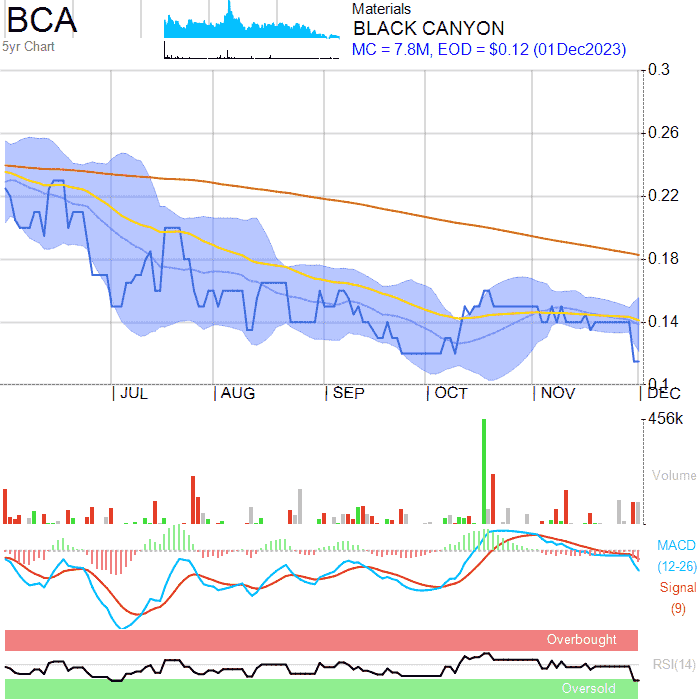 BCA
5yr Chart
Materials
BLACK CANYON
MC = 7.8M, EOD = $0.12 (01Dec2023)
0.3
0.26
0.22
0.18
0.14
0.1
JUL
AUG
SEP
OCT
NOV
DEC
456k
Volume
MACD
(12-26)
Signal
(9)
Overbought
RSI(14)
Oversold